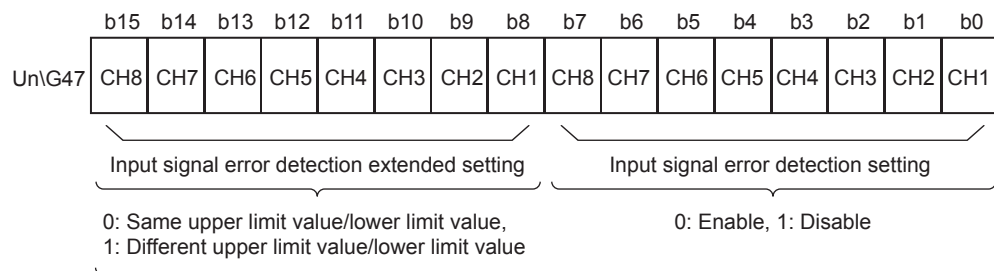 b15 b14 b13 b12 b11 b10 b9 b8 b7 b6 b5 b4 b3 b2 b1 b0
Un\G47 CH8 CH7 CH6 CH5 CH4 CH3 CH2 CH1 CH8 CH7 CH6 CH5 CH4 CH3 CH2 CH1
Input signal error detection extended setting Input signal error detection setting
0: Same upper limit value/lower limit value, 0: Enable, 1: Disable
1: Different upper limit value/lower limit value